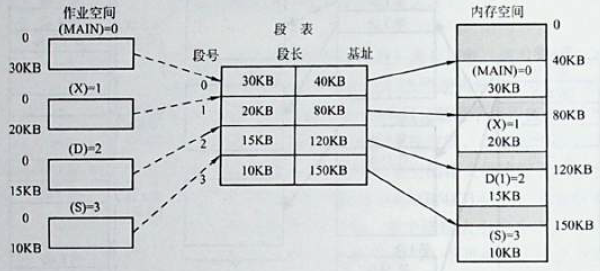 作业空间
(MAIN)=0
0
30KB
(X)=1
0
20KB
(D)=2
0
15KB
(S)=3
0
10KB
段 表
段号 段长 基址
0 30KB 40KB
1 20KB 80KB
2 15KB 120KB
3 10KB 150KB
内存空间
0
40KB
(MAIN)=0
30KB
80KB
(X)=1
20KB
120KB
D(1)=2
15KB
150KB
(S)=3
10KB